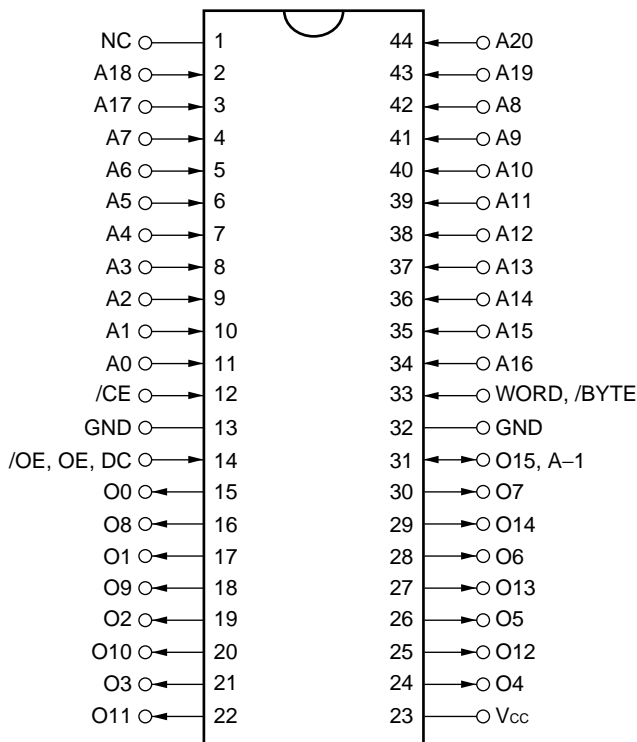 NC 1 44 A20
A18 2 43 A19
A17 3 42 A8
A7 4 41 A9
A6 5 40 A10
A5 6 39 A11
A4 7 38 A12
A3 8 37 A13
A2 9 36 A14
A1 10 35 A15
A0 11 34 A16
/CE 12 33 WORD, /BYTE
GND 13 32 GND
/OE, OE, DC 14 31 O15, A−1
O0 15 30 O7
O8 16 29 O14
O1 17 28 O6
O9 18 27 O13
O2 19 26 O5
O10 20 25 O12
O3 21 24 O4
O11 22 23 Vcc